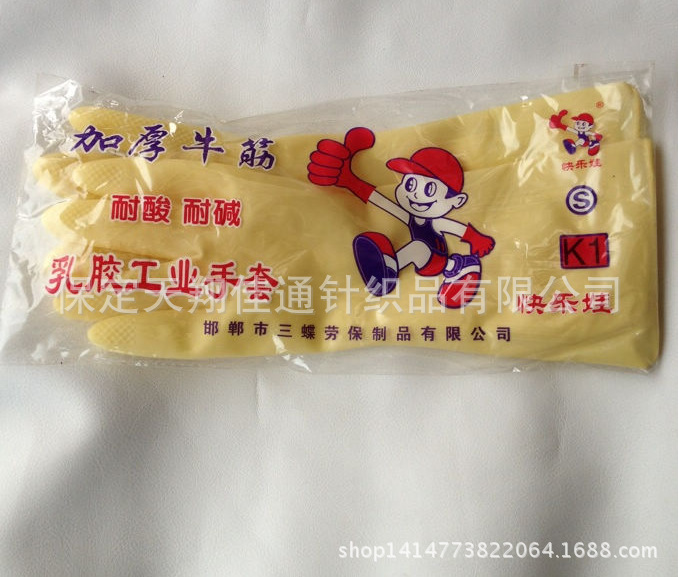 加厚牛筋
耐酸 耐碱
乳胶工业手套
邯郸市三蝶劳保制品有限公司
®
快乐娃
S
K1
快乐娃
保定天翔佳通针织品有限公司
shop1414773822064.1688.com